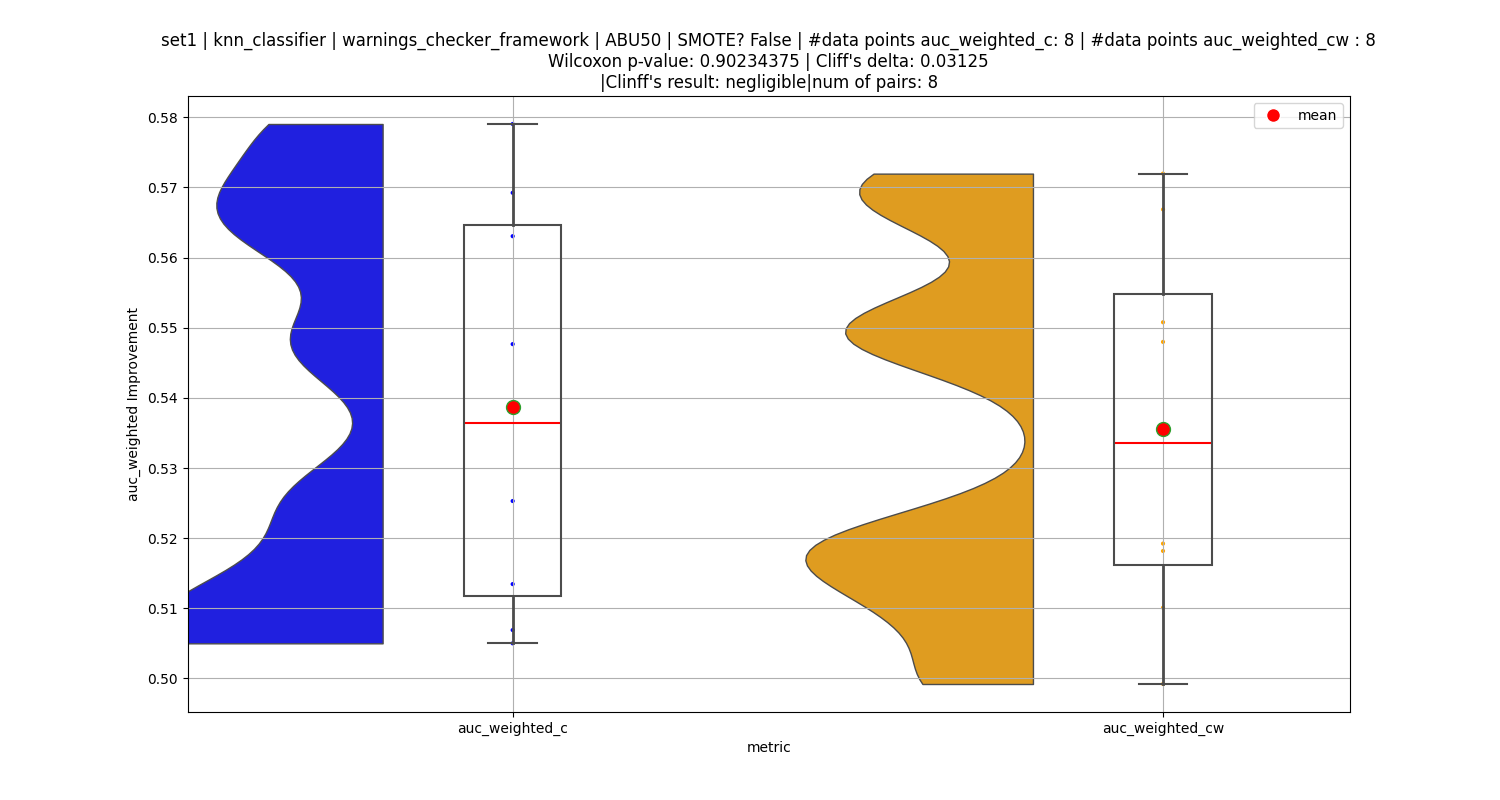 set1 | knn_classifier | warnings_checker_framework | ABU50 | SMOTE? False | #data points auc_weighted_c: 8 | #data points auc_weighted_cw : 8
Wilcoxon p-value: 0.90234375 | Cliff's delta: 0.03125
|Clinff's result: negligible|num of pairs: 8
mean
0.58
0.57
0.56
0.55
0.54
0.53
0.52
0.51
0.50
auc_weighted Improvement
auc_weighted_c
auc_weighted_cw
metric